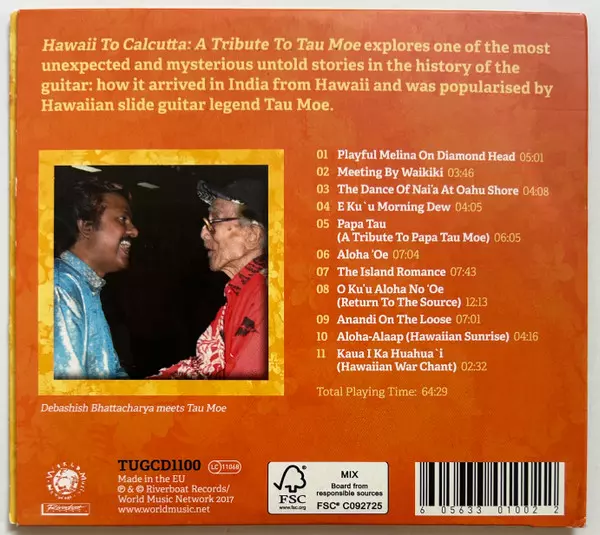 Hawaii To Calcutta: A Tribute To Tau Moe explores one of the most
unexpected and mysterious untold stories in the history of the
guitar: how it arrived in India from Hawaii and was popularised by
Hawaiian slide guitar legend Tau Moe.
01 Playful Melina On Diamond Head 05:01
02 Meeting By Waikiki 03:46
03 The Dance Of Nai'a At Oahu Shore 04:08
04 E Ku`u Morning Dew 04:05
05 Papa Tau
(A Tribute To Papa Tau Moe) 06:05
06 Aloha 'Oe 07:04
07 The Island Romance 07:43
08 O Ku'u Aloha No 'Oe
(Return To The Source) 12:13
09 Anandi On The Loose 07:01
10 Aloha-Alaap (Hawaiian Sunrise) 04:16
11 Kaua I Ka Huahua`i
(Hawaiian War Chant) 02:32
Total Playing Time: 64:29
Debashish Bhattacharya meets Tau Moe
Riverboat
TUGCD1100 LC 11068
Made in the EU
℗ & © Riverboat Records/
World Music Network 2017
www.worldmusic.net
FSC
www.fsc.org
MIX
Board from
responsible sources
FSC® C092725
6 05633 01002 2